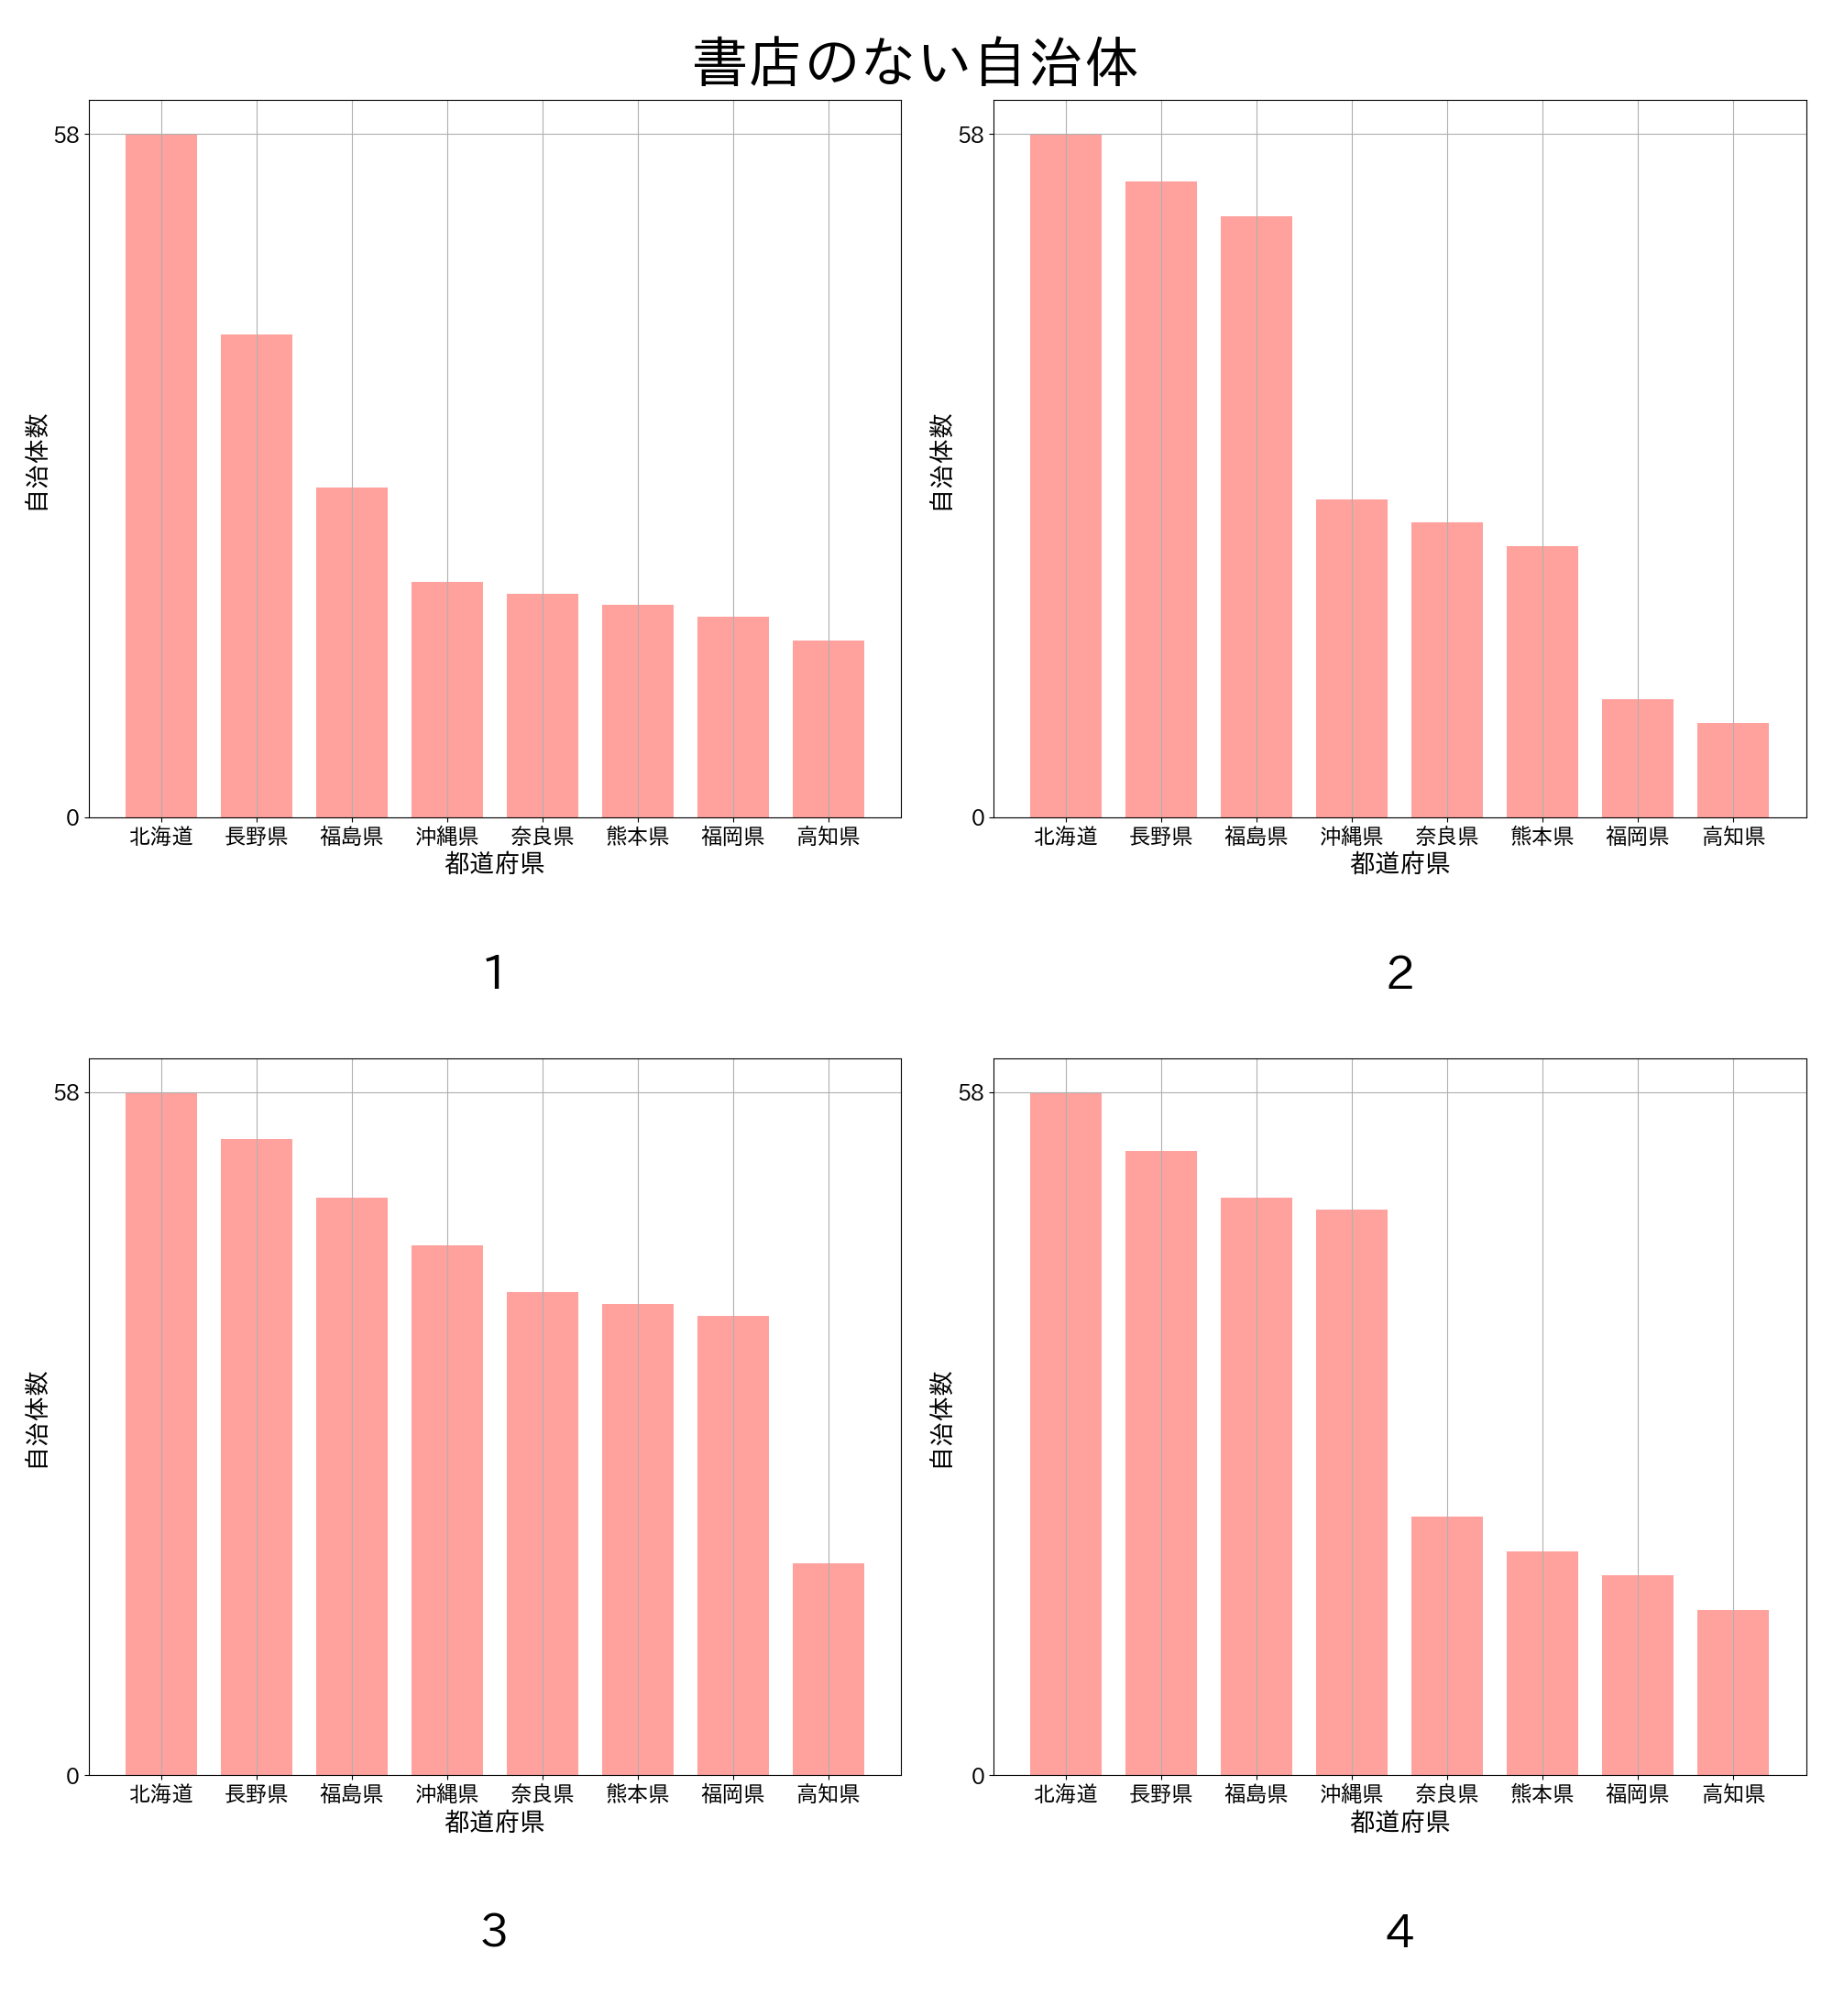 書店のない自治体
58
0
自治体数
北海道 長野県 福島県 沖縄県 奈良県 熊本県 福岡県 高知県
都道府県
1
58
0
自治体数
北海道 長野県 福島県 沖縄県 奈良県 熊本県 福岡県 高知県
都道府県
2
58
0
自治体数
北海道 長野県 福島県 沖縄県 奈良県 熊本県 福岡県 高知県
都道府県
3
58
0
自治体数
北海道 長野県 福島県 沖縄県 奈良県 熊本県 福岡県 高知県
都道府県
4